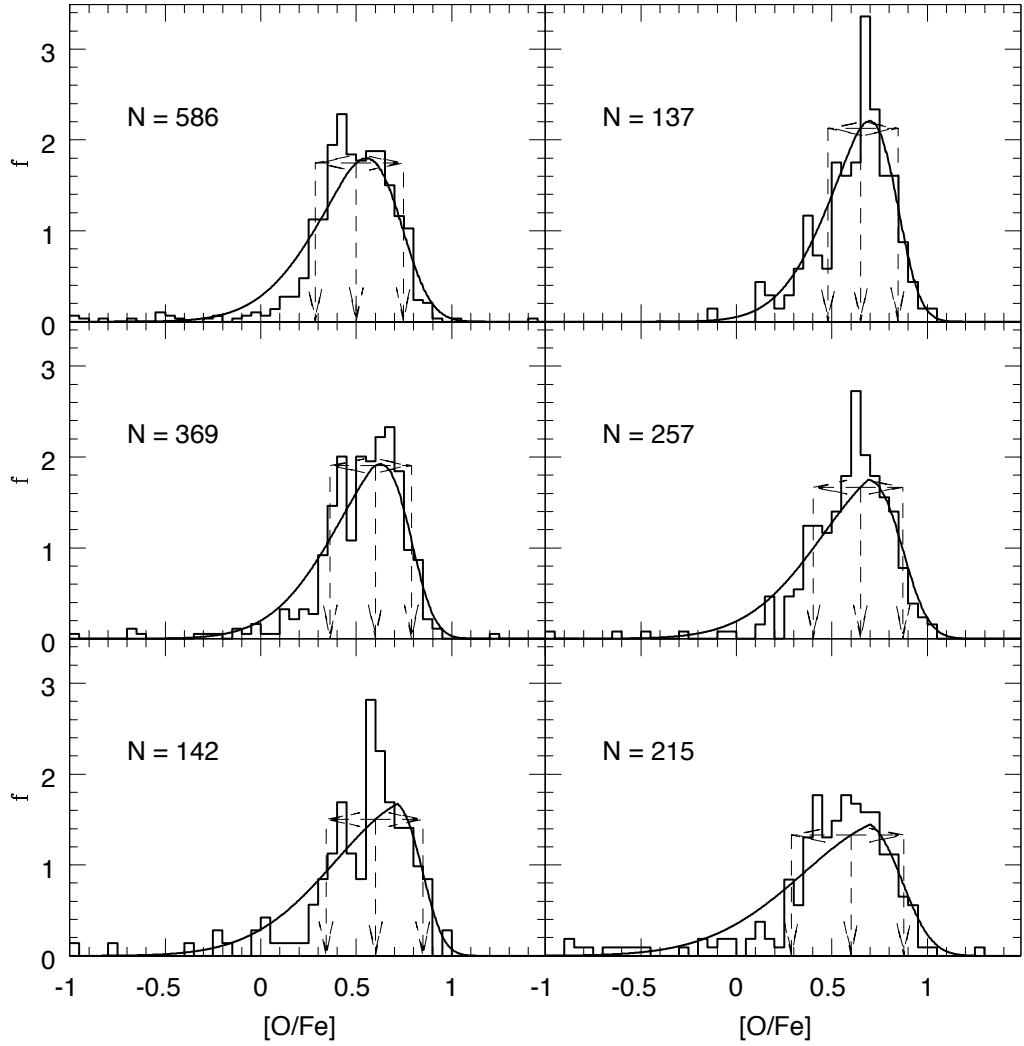 3
2
1
0
f
N = 586
N = 137
3
2
1
0
f
N = 369
N = 257
3
2
1
0
f
N = 142
N = 215
-1 -0.5 0 0.5 1 -1 -0.5 0 0.5 1
[O/Fe] [O/Fe]